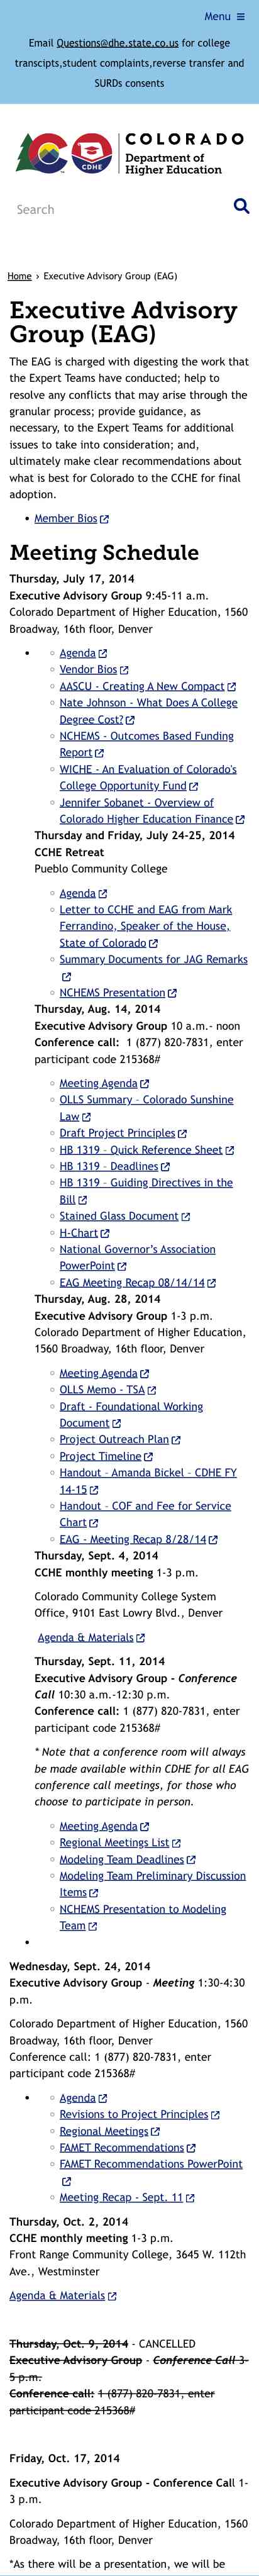 Menu ≡
Email Questions@dhe.state.co.us for college
transcipts,student complaints,reverse transfer and
SURDs consents
C
CDHE
COLORADO
Department of
Higher Education
Search
Home › Executive Advisory Group (EAG)
Executive Advisory
Group (EAG)
The EAG is charged with digesting the work that
the Expert Teams have conducted; help to
resolve any conflicts that may arise through the
granular process; provide guidance, as
necessary, to the Expert Teams for additional
issues to take into consideration; and,
ultimately make clear recommendations about
what is best for Colorado to the CCHE for final
adoption.
• Member Bios
Meeting Schedule
Thursday, July 17, 2014
Executive Advisory Group 9:45-11 a.m.
Colorado Department of Higher Education, 1560
Broadway, 16th floor, Denver
• ◦ Agenda
◦ Vendor Bios
◦ AASCU - Creating A New Compact
◦ Nate Johnson - What Does A College
Degree Cost?
◦ NCHEMS - Outcomes Based Funding
Report
◦ WICHE - An Evaluation of Colorado's
College Opportunity Fund
◦ Jennifer Sobanet - Overview of
Colorado Higher Education Finance
Thursday and Friday, July 24-25, 2014
CCHE Retreat
Pueblo Community College
◦ Agenda
◦ Letter to CCHE and EAG from Mark
Ferrandino, Speaker of the House,
State of Colorado
◦ Summary Documents for JAG Remarks
◦ NCHEMS Presentation
Thursday, Aug. 14, 2014
Executive Advisory Group 10 a.m.- noon
Conference call:  1 (877) 820-7831, enter
participant code 215368#
◦ Meeting Agenda
◦ OLLS Summary – Colorado Sunshine
Law
◦ Draft Project Principles
◦ HB 1319 – Quick Reference Sheet
◦ HB 1319 – Deadlines
◦ HB 1319 – Guiding Directives in the
Bill
◦ Stained Glass Document
◦ H-Chart
◦ National Governor’s Association
PowerPoint
◦ EAG Meeting Recap 08/14/14
Thursday, Aug. 28, 2014
Executive Advisory Group 1-3 p.m.
Colorado Department of Higher Education,
1560 Broadway, 16th floor, Denver
◦ Meeting Agenda
◦ OLLS Memo - TSA
◦ Draft - Foundational Working
Document
◦ Project Outreach Plan
◦ Project Timeline
◦ Handout – Amanda Bickel – CDHE FY
14-15
◦ Handout – COF and Fee for Service
Chart
◦ EAG - Meeting Recap 8/28/14
Thursday, Sept. 4, 2014
CCHE monthly meeting 1-3 p.m.
Colorado Community College System
Office, 9101 East Lowry Blvd., Denver
Agenda & Materials
Thursday, Sept. 11, 2014
Executive Advisory Group - Conference
Call 10:30 a.m.-12:30 p.m.
Conference call: 1 (877) 820-7831, enter
participant code 215368#
* Note that a conference room will always
be made available within CDHE for all EAG
conference call meetings, for those who
choose to participate in person.
◦ Meeting Agenda
◦ Regional Meetings List
◦ Modeling Team Deadlines
◦ Modeling Team Preliminary Discussion
Items
◦ NCHEMS Presentation to Modeling
Team
•
Wednesday, Sept. 24, 2014
Executive Advisory Group - Meeting 1:30-4:30
p.m.
Colorado Department of Higher Education, 1560
Broadway, 16th floor, Denver
Conference call: 1 (877) 820-7831, enter
participant code 215368#
• ◦ Agenda
◦ Revisions to Project Principles
◦ Regional Meetings
◦ FAMET Recommendations
◦ FAMET Recommendations PowerPoint
◦ Meeting Recap - Sept. 11
Thursday, Oct. 2, 2014
CCHE monthly meeting 1-3 p.m.
Front Range Community College, 3645 W. 112th
Ave., Westminster
Agenda & Materials
Thursday, Oct. 9, 2014 - CANCELLED
Executive Advisory Group - Conference Call 3-
5 p.m.
Conference call: 1 (877) 820-7831, enter
participant code 215368#
Friday, Oct. 17, 2014
Executive Advisory Group - Conference Call 1-
3 p.m.
Colorado Department of Higher Education, 1560
Broadway, 16th floor, Denver
*As there will be a presentation, we will be